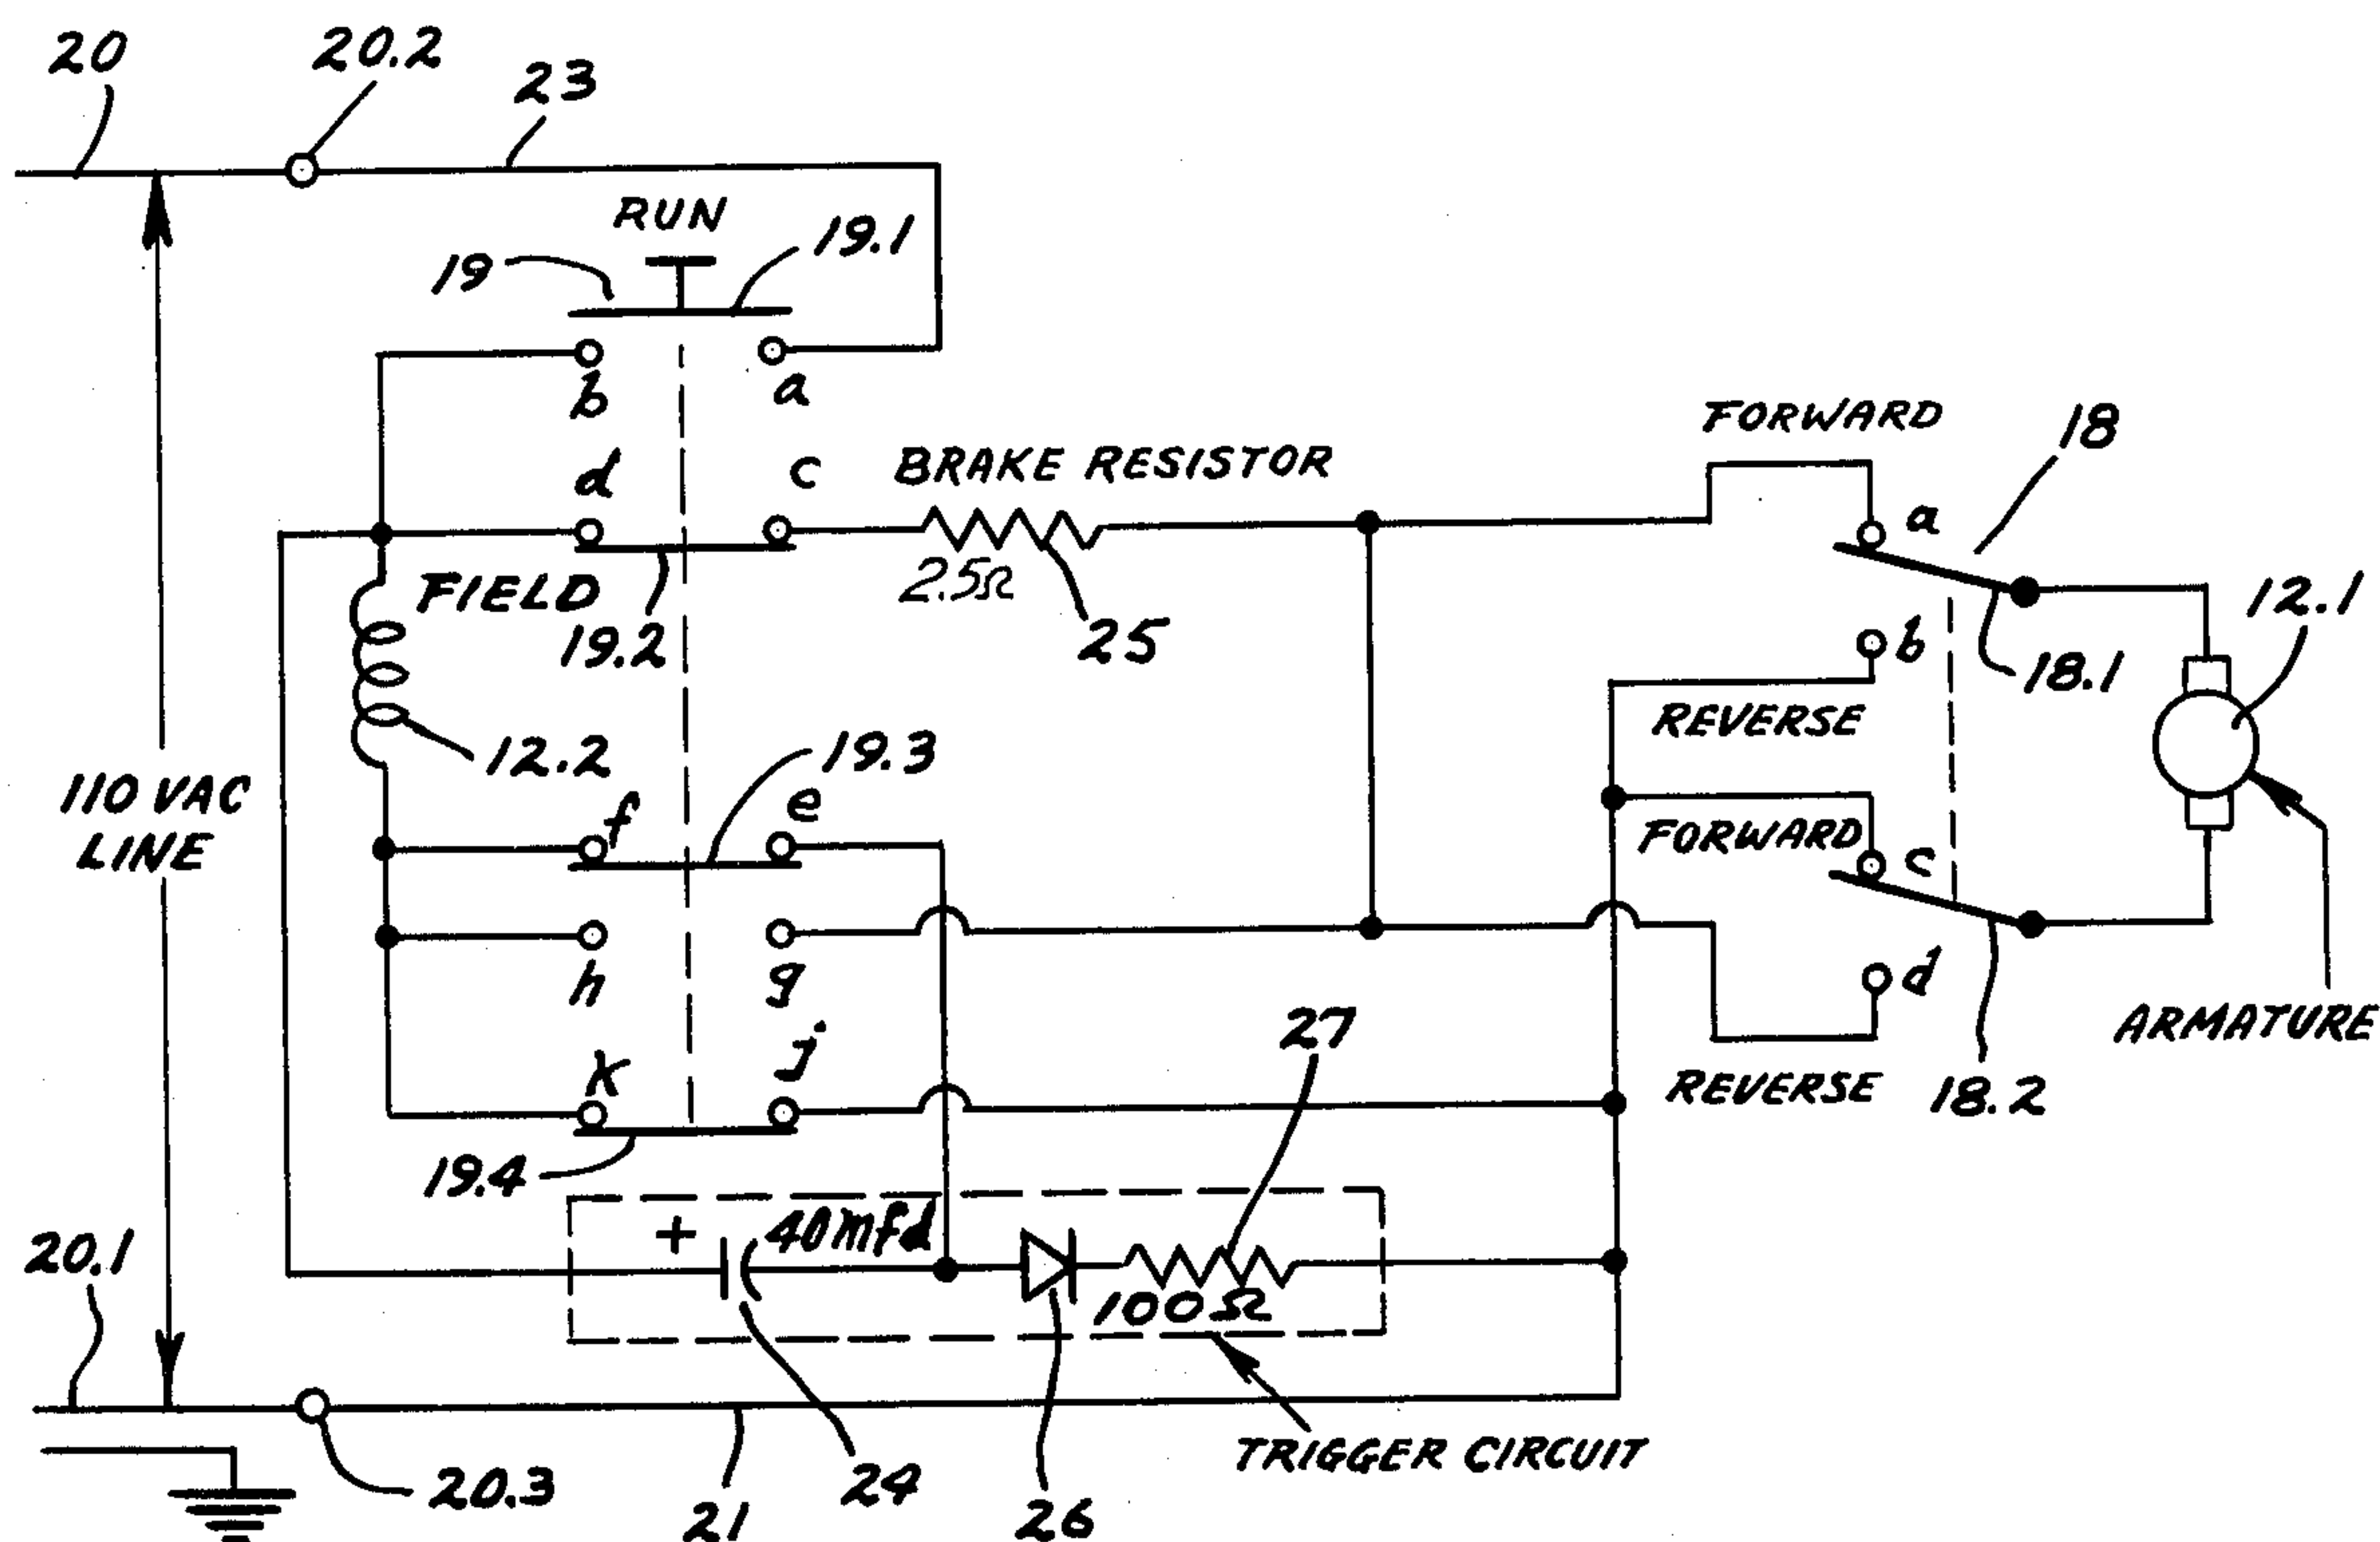 20
20.2
23
RUN
19
19.1
b
a
d
c
BRAKE RESISTOR
FORWARD
18
a
FIELD
19.2
2.5Ω
25
b
18.1
12.1
REVERSE
12.2
19.3
110 VAC
LINE
f
e
FORWARD
c
h
g
d
ARMATURE
27
k
j
REVERSE
18.2
19.4
20.1
+
40mfd
100Ω
TRIGGER CIRCUIT
20.3
21
24
26